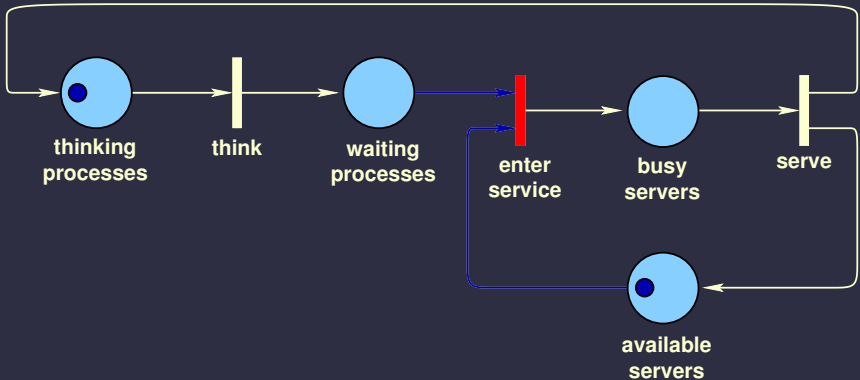 thinking
processes
think
waiting
processes
enter
service
busy
servers
serve
available
servers